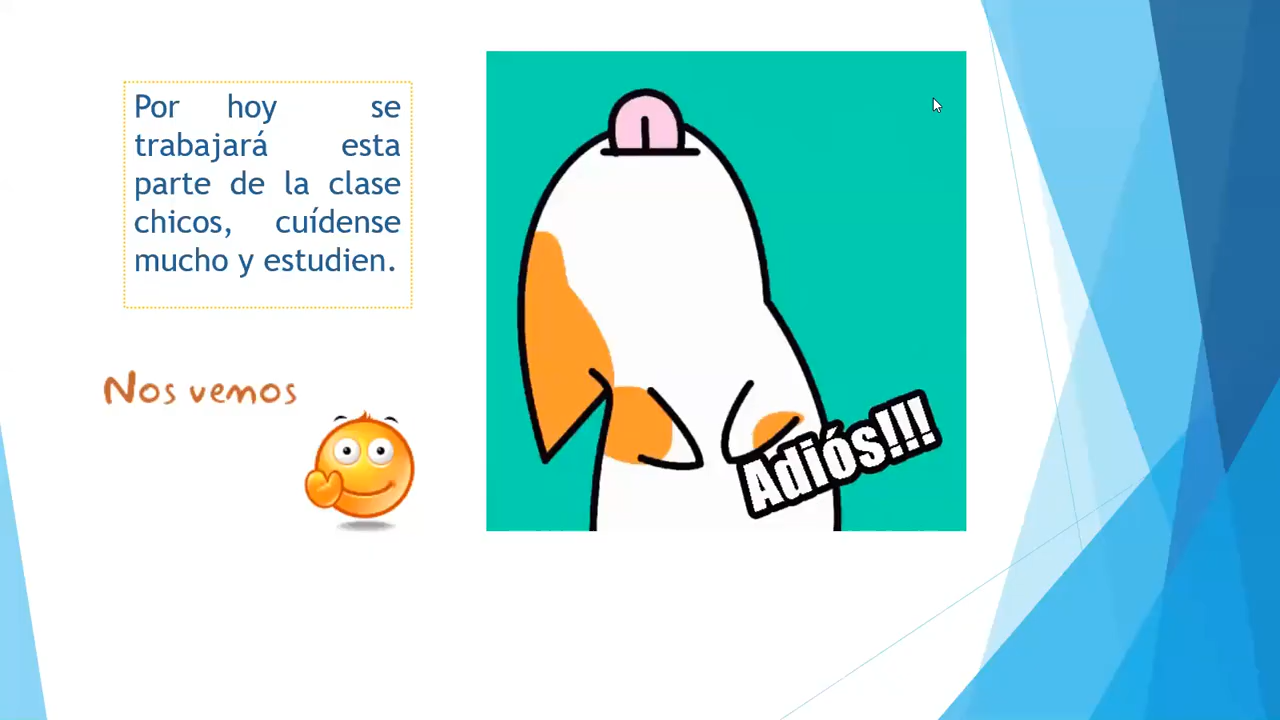 Por hoy se
trabajará esta
parte de la clase
chicos, cuídense
mucho y estudien.
Nos vemos
Adiós!!!